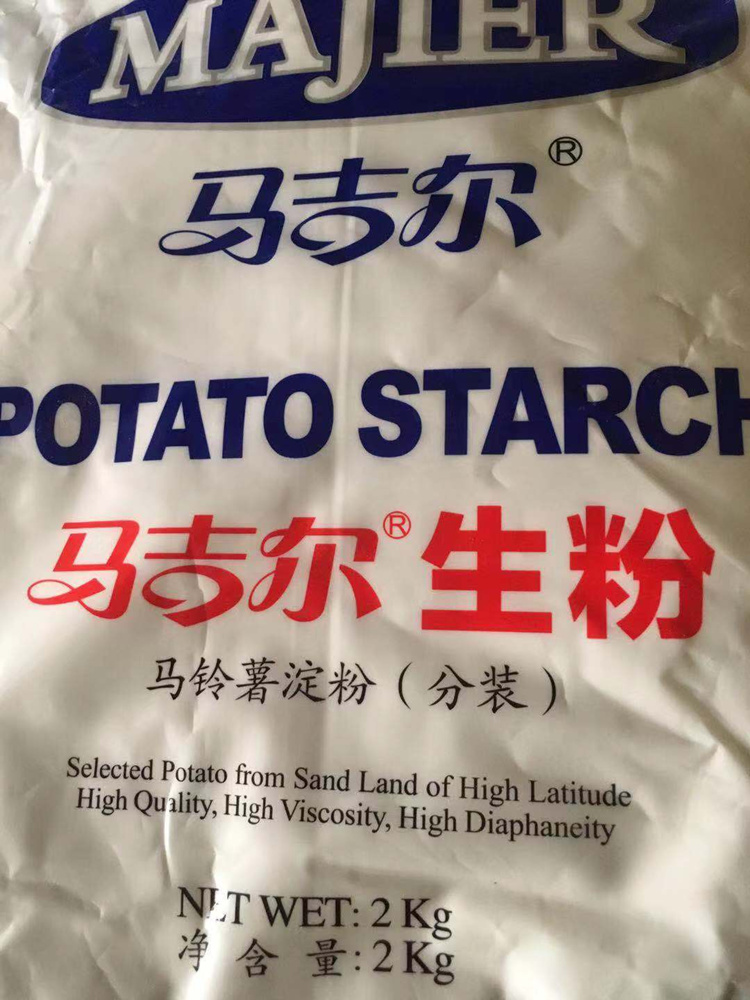 MAJIER
马吉尔®
POTATO STARCH
马吉尔®生粉
马铃薯淀粉（分装）
Selected Potato from Sand Land of High Latitude
High Quality, High Viscosity, High Diaphaneity
NET WET: 2 Kg
净含量: 2 Kg